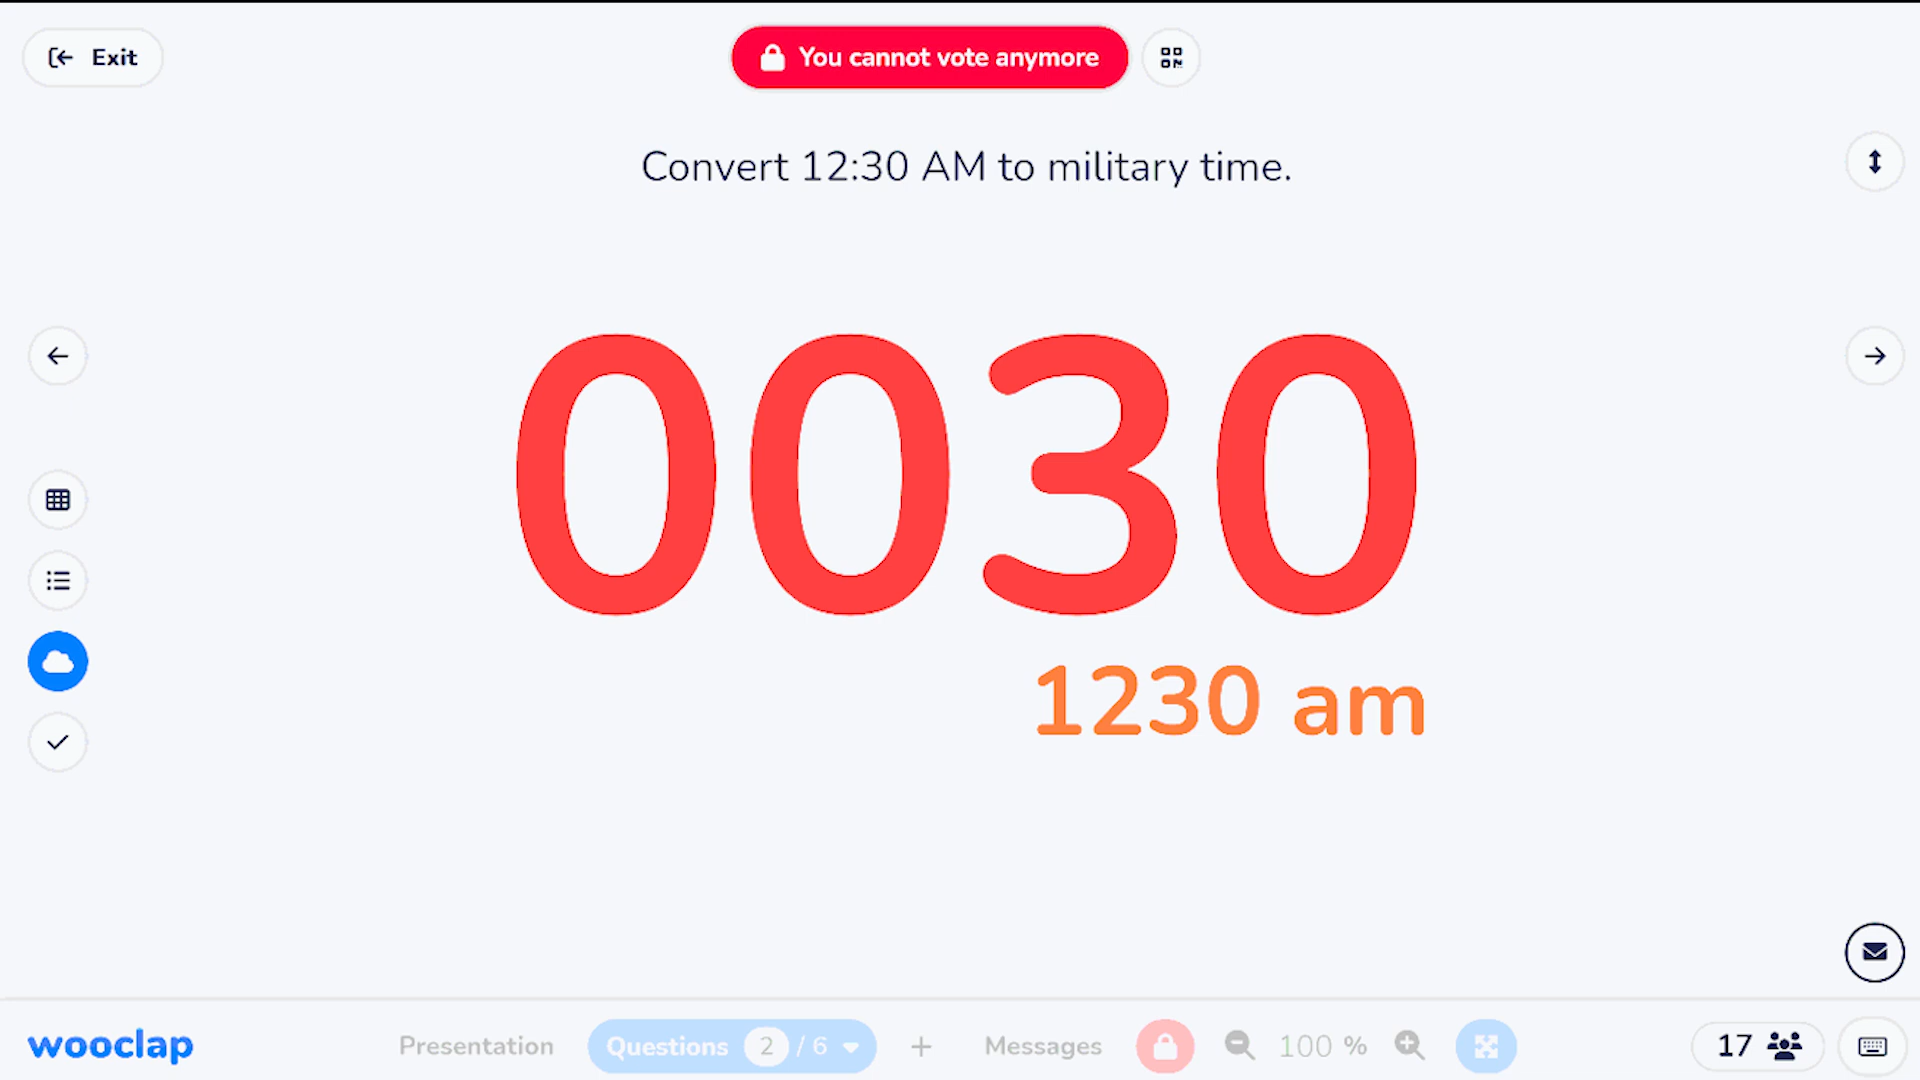 Exit
You cannot vote anymore
Convert 12:30 AM to military time.
0030
1230 am
wooclap
Presentation
Questions 2 / 6
+
Messages
100 %
17